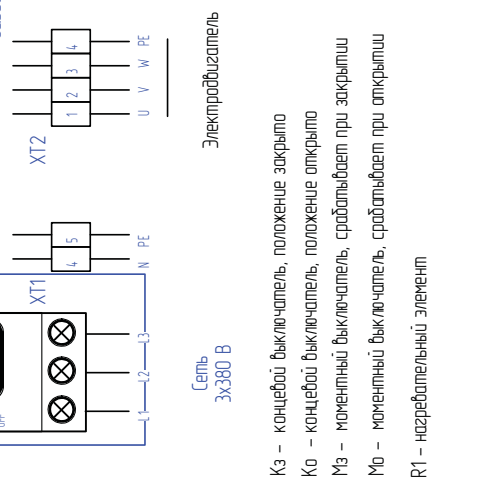 OFF
L1 L2 L3
Сеть
3x380 В
XT1
4 5
N PE
XT2
1 2 3 4
U V W PE
Электродвигатель
Кз – концевой выключатель, положение закрыто
Ко – концевой выключатель, положение открыто
Мз – моментный выключатель, срабатывает при закрытии
Мо – моментный выключатель, срабатывает при открытии
R1 – нагревательный элемент